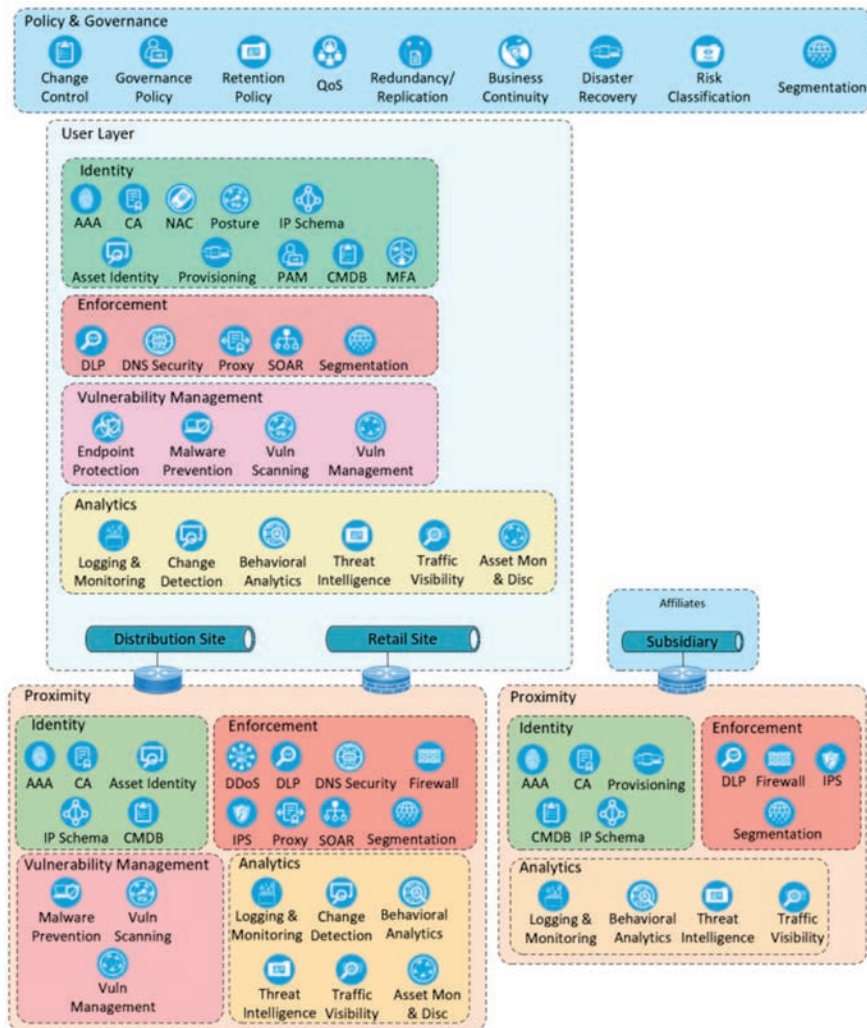 Policy & Governance
Change Control
Governance Policy
Retention Policy
QoS
Redundancy/ Replication
Business Continuity
Disaster Recovery
Risk Classification
Segmentation
User Layer
Identity
AAA
CA
NAC
Posture
IP Schema
Asset Identity
Provisioning
PAM
CMDB
MFA
Enforcement
DLP
DNS Security
Proxy
SOAR
Segmentation
Vulnerability Management
Endpoint Protection
Malware Prevention
Vuln Scanning
Vuln Management
Analytics
Logging & Monitoring
Change Detection
Behavioral Analytics
Threat Intelligence
Traffic Visibility
Asset Mon & Disc
Distribution Site
Retail Site
Affiliates
Subsidiary
Proximity
Identity
AAA
CA
Asset Identity
IP Schema
CMDB
Enforcement
DDoS
DLP
DNS Security
Firewall
IPS
Proxy
SOAR
Segmentation
Vulnerability Management
Malware Prevention
Vuln Scanning
Vuln Management
Analytics
Logging & Monitoring
Change Detection
Behavioral Analytics
Threat Intelligence
Traffic Visibility
Asset Mon & Disc
Proximity
Identity
AAA
CA
Provisioning
CMDB
IP Schema
Enforcement
DLP
Firewall
IPS
Segmentation
Analytics
Logging & Monitoring
Behavioral Analytics
Threat Intelligence
Traffic Visibility